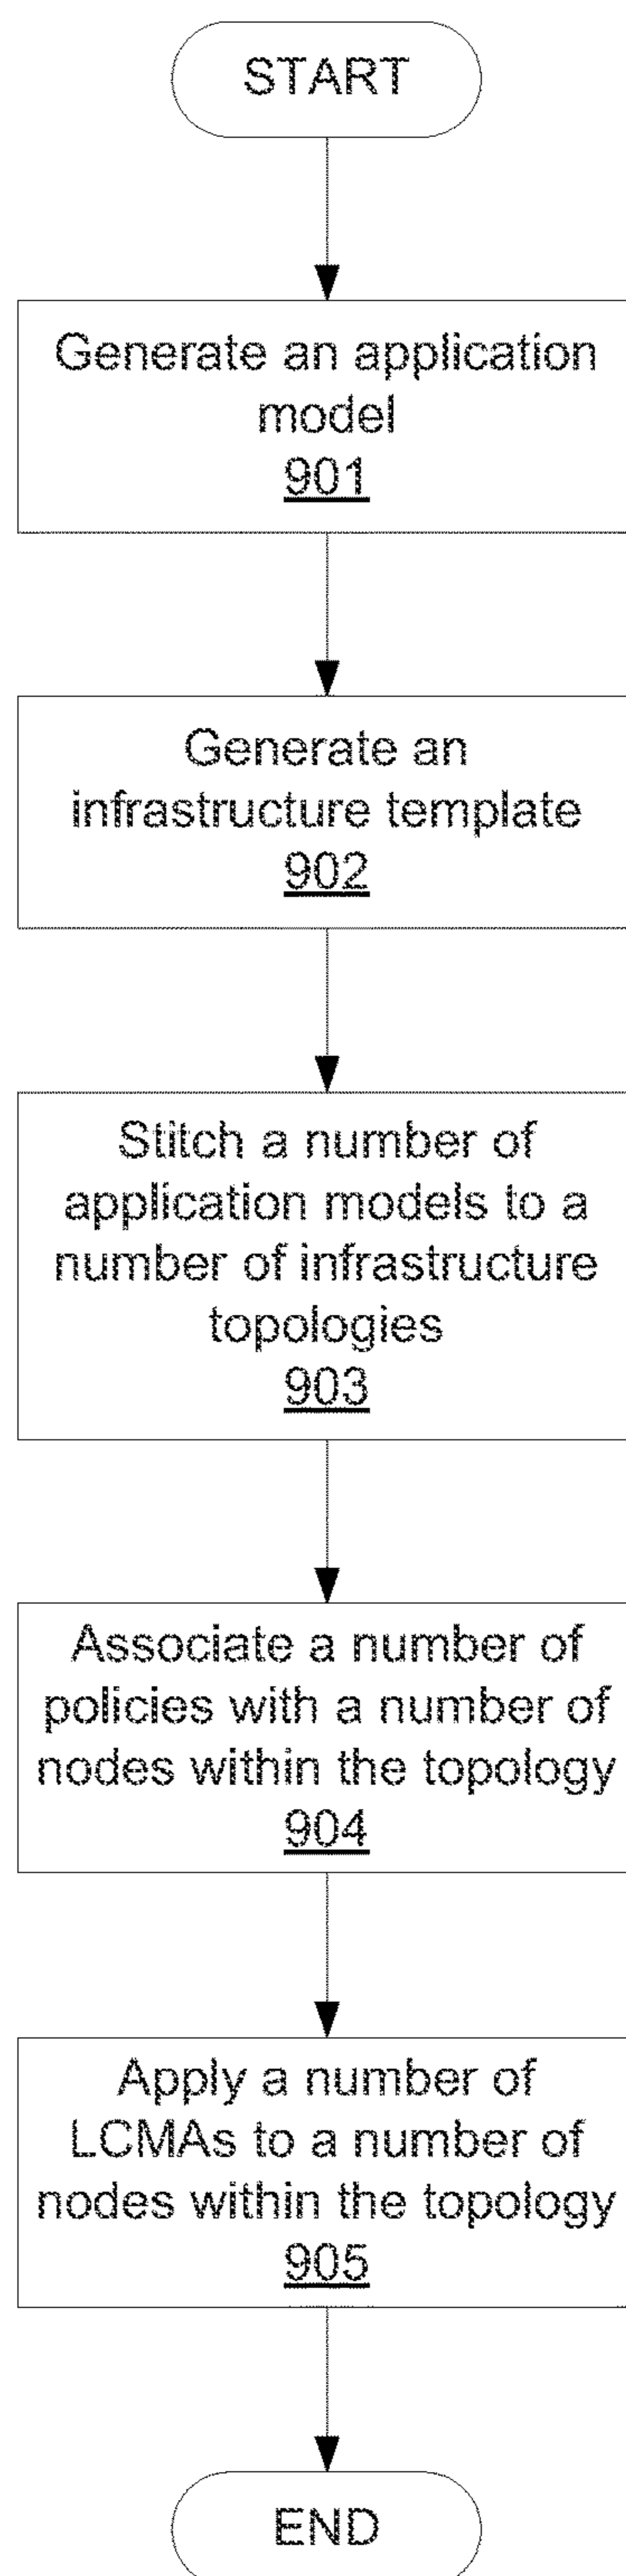 START
Generate an application
model
901
Generate an
infrastructure template
902
Stitch a number of
application models to a
number of infrastructure
topologies
903
Associate a number of
policies with a number of
nodes within the topology
904
Apply a number of
LCMAs to a number of
nodes within the topology
905
END